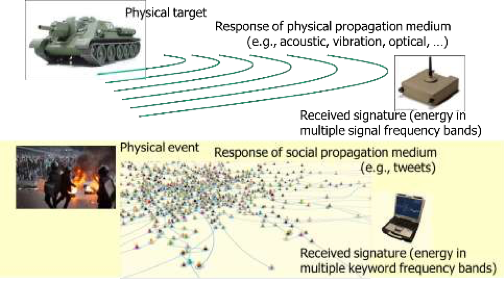 Physical target
Response of physical propagation medium
(e.g., acoustic, vibration, optical, ...)
Received signature (energy in
multiple signal frequency bands)
Physical event
Response of social propagation medium
(e.g., tweets)
Received signature (energy in
multiple keyword frequency bands)